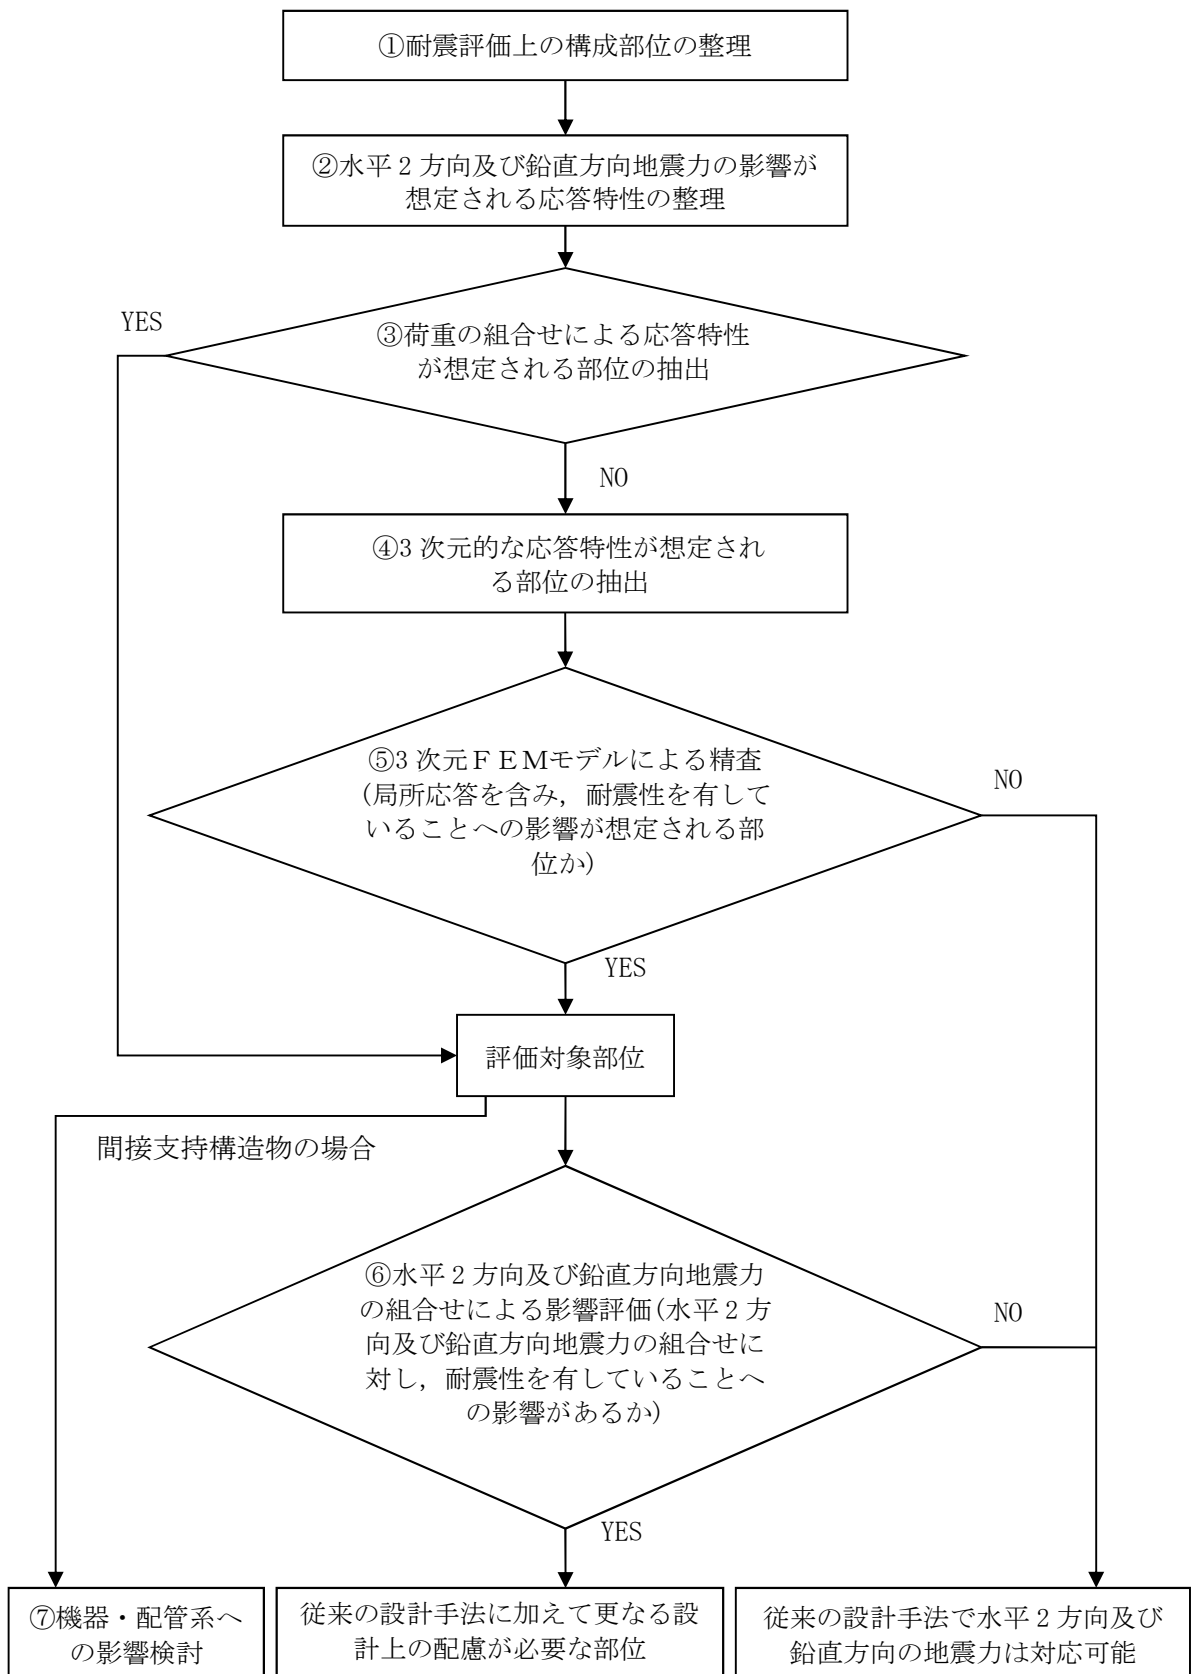 ①耐震評価上の構成部位の整理
②水平２方向及び鉛直方向地震力の影響が
想定される応答特性の整理
YES
③荷重の組合せによる応答特性
が想定される部位の抽出
NO
④3 次元的な応答特性が想定され
る部位の抽出
⑤3 次元ＦＥＭモデルによる精査
(局所応答を含み，耐震性を有して
いることへの影響が想定される部
位か)
NO
YES
評価対象部位
間接支持構造物の場合
⑥水平２方向及び鉛直方向地震力
の組合せによる影響評価(水平２方
向及び鉛直方向地震力の組合せに
対し，耐震性を有していることへ
の影響があるか)
NO
YES
⑦機器・配管系へ
の影響検討
従来の設計手法に加えて更なる設
計上の配慮が必要な部位
従来の設計手法で水平２方向及び
鉛直方向の地震力は対応可能